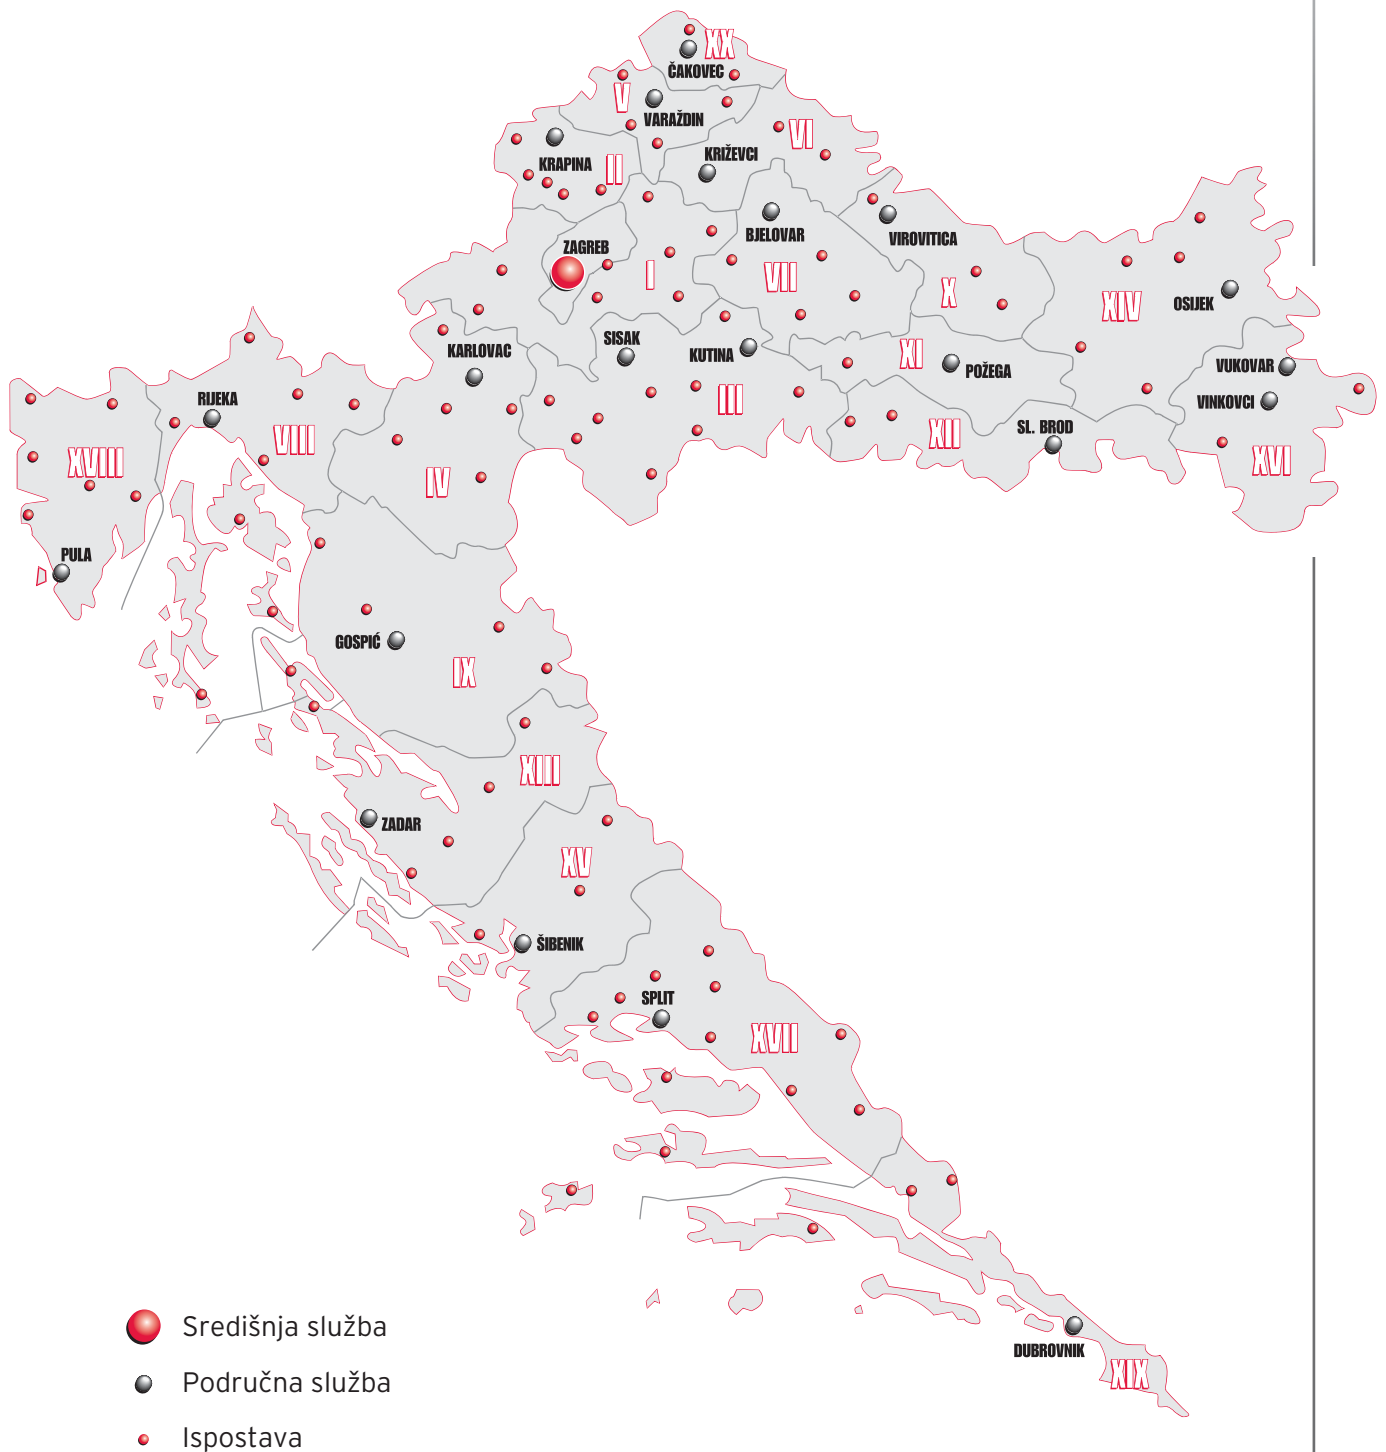 XX
ČAKOVEC
V
VARAŽDIN
VI
KRIŽEVCI
KRAPINA
II
BJELOVAR
VIROVITICA
ZAGREB
I
VII
X
XIV
OSIJEK
SISAK
KUTINA
KARLOVAC
XI
POŽEGA
VUKOVAR
VINKOVCI
RIJEKA
III
VIII
XII
SL. BROD
XVIII
IV
XVI
PULA
GOSPIĆ
IX
XIII
ZADAR
XV
ŠIBENIK
SPLIT
XVII
DUBROVNIK
XIX
Središnja služba
Područna služba
Ispostava